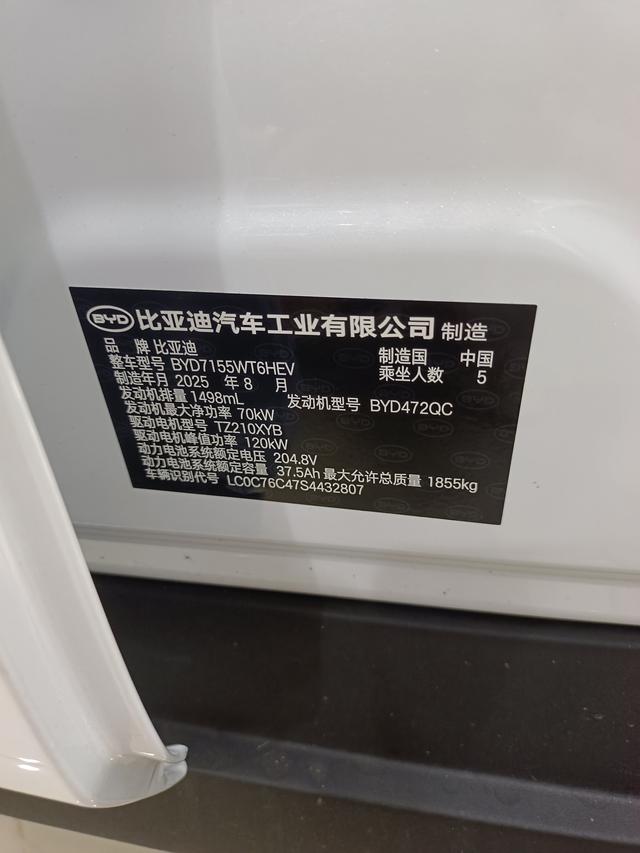 BYD 比亚迪汽车工业有限公司 制造
品 牌 比亚迪 制造国 中国
整车型号 BYD7155WT6HEV 乘坐人数 5
制造年月 2025 年 8 月
发动机排量 1498mL 发动机型号 BYD472QC
发动机最大净功率 70kW
驱动电机型号 TZ210XYB
驱动电机峰值功率 120kW
动力电池系统额定电压 204.8V
动力电池系统额定容量 37.5Ah 最大允许总质量 1855kg
车辆识别代号 LC0C76C47S4432807